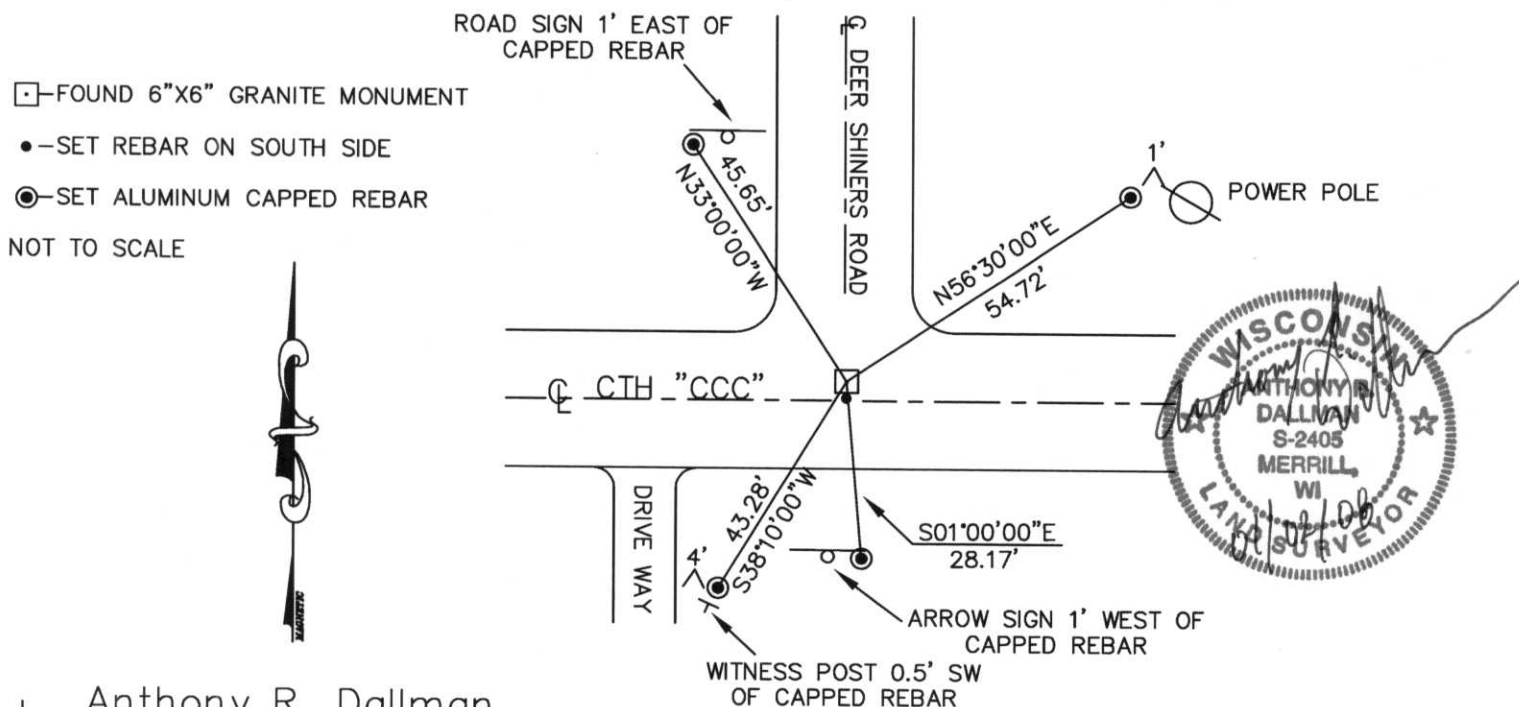 ROAD SIGN 1' EAST OF
CAPPED REBAR
FOUND 6"X6" GRANITE MONUMENT
SET REBAR ON SOUTH SIDE
SET ALUMINUM CAPPED REBAR
NOT TO SCALE
℄ DEER SHINERS ROAD
45.65'
N33°00'00"W
1'
POWER POLE
N56°30'00"E
54.72'
℄ CTH "CCC"
WISCONSIN
ANTHONY R.
DALLMAN
S-2405
MERRILL,
WI
LAND SURVEYOR
DRIVE WAY
43.28'
S38°10'00"W
4'
S01°00'00"E
28.17'
ARROW SIGN 1' WEST OF
CAPPED REBAR
WITNESS POST 0.5' SW
OF CAPPED REBAR
MAGNETIC
Anthony R. Dallman